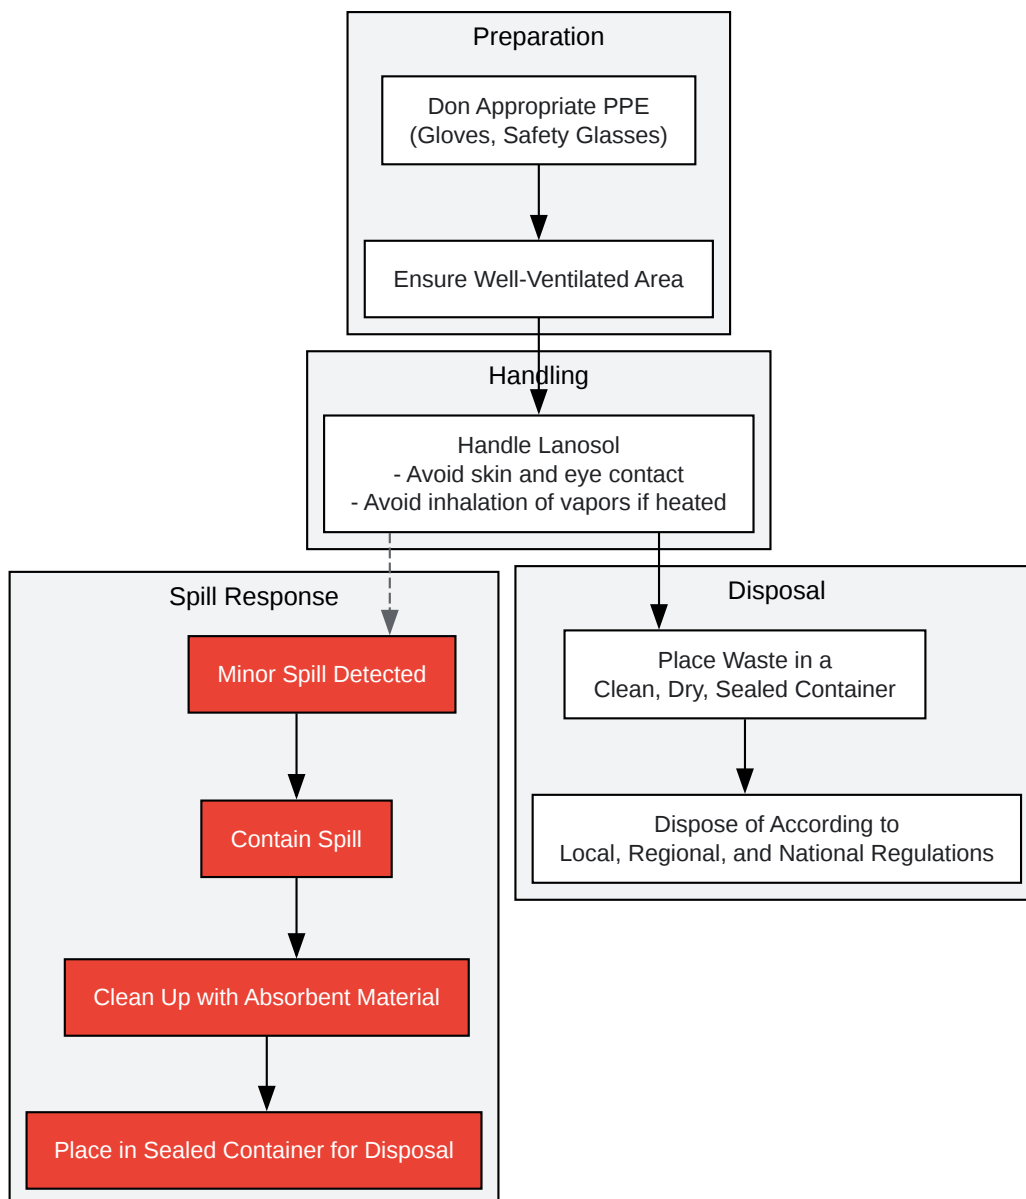 Preparation
Don Appropriate PPE
(Gloves, Safety Glasses)
Ensure Well-Ventilated Area
Handling
Handle Lanosol
- Avoid skin and eye contact
- Avoid inhalation of vapors if heated
Spill Response
Minor Spill Detected
Contain Spill
Clean Up with Absorbent Material
Place in Sealed Container for Disposal
Disposal
Place Waste in a
Clean, Dry, Sealed Container
Dispose of According to
Local, Regional, and National Regulations